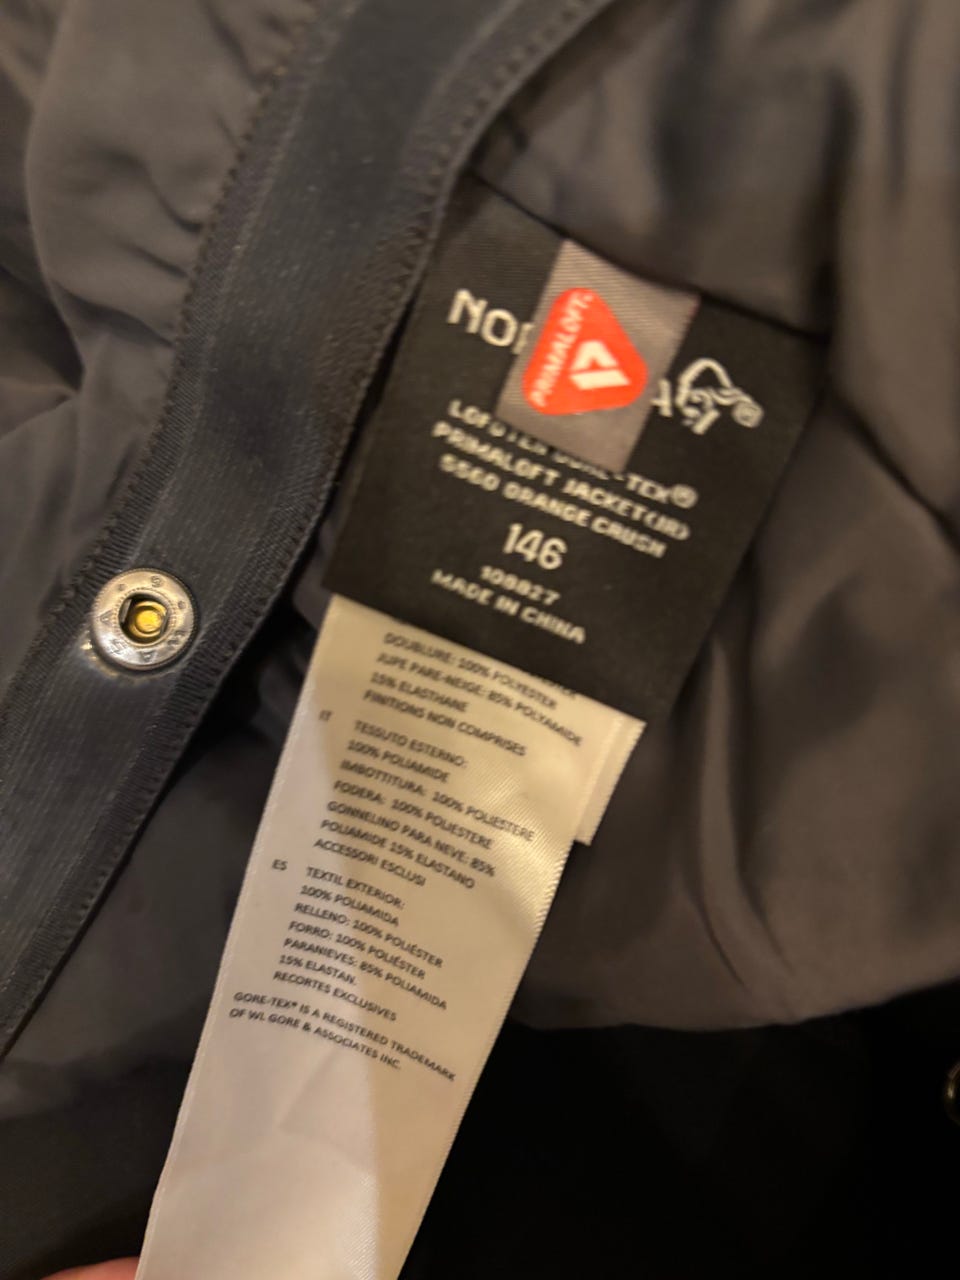 PRIMALOFT®
NOR
LOFOTEN GORE-TEX®
PRIMALOFT JACKET(JR)
5560 ORANGE CRUSH
146
108827
MADE IN CHINA
DOUBLURE: 100% POLYESTER
JUPE PARE-NEIGE: 85% POLYAMIDE
15% ELASTHANE
FINITIONS NON COMPRISES
IT TESSUTO ESTERNO:
100% POLIAMIDE
IMBOTTITURA: 100% POLIESTERE
FODERA: 100% POLIESTERE
GONNELINO PARA NEVE: 85%
POLIAMIDE 15% ELASTANO
ACCESSORI ESCLUSI
ES TEXTIL EXTERIOR:
100% POLIAMIDA
RELLENO: 100% POLIÉSTER
FORRO: 100% POLIÉSTER
PARANIEVES: 85% POLIAMIDA
15% ELASTAN.
RECORTES EXCLUSIVES
GORE-TEX® IS A REGISTERED TRADEMARK
OF WL GORE & ASSOCIATES INC.